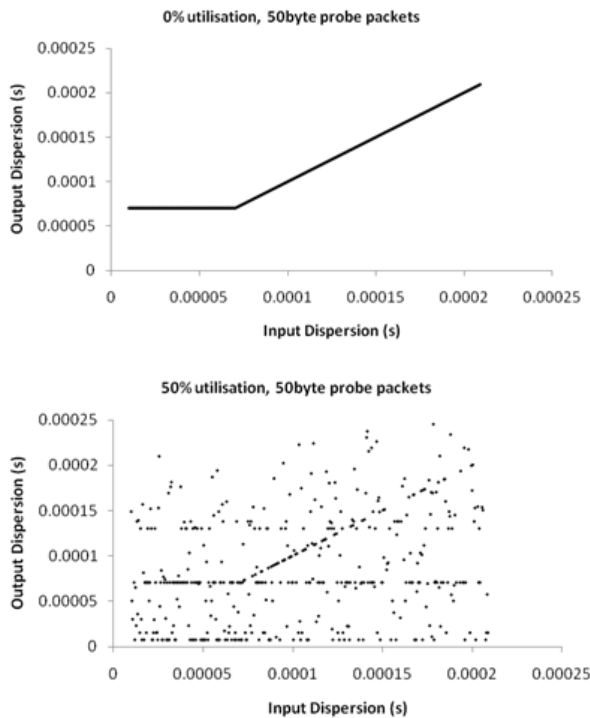 0% utilisation, 50byte probe packets
0.00025
0.0002
0.00015
0.0001
0.00005
0
Output Dispersion (s)
0 0.00005 0.0001 0.00015 0.0002 0.00025
Input Dispersion (s)
50% utilisation, 50byte probe packets
0.00025
0.0002
0.00015
0.0001
0.00005
0
Output Dispersion (s)
0 0.00005 0.0001 0.00015 0.0002 0.00025
Input Dispersion (s)